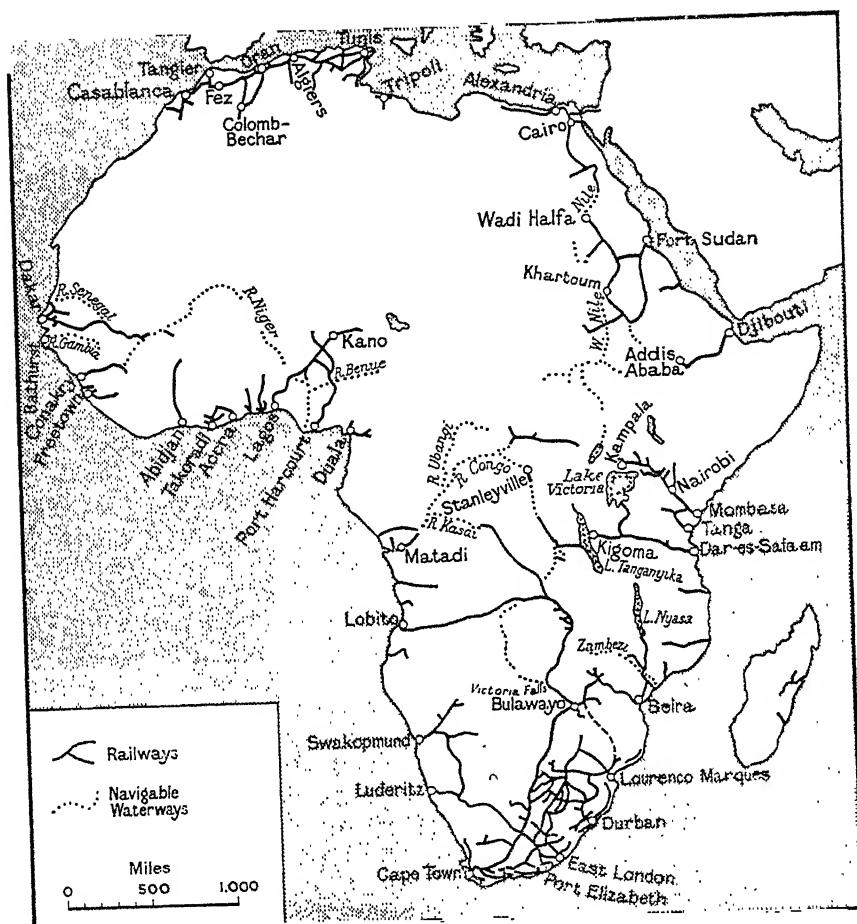 Tunis
Oran
Tangier
Algiers
Tripoli
Casablanca
Fez
Alexandria
Colomb-
Bechar
Cairo
Nile
Wadi Halfa
Port Sudan
Khartoum
Dakar
R. Senegal
R. Niger
W. Nile
Djibouti
R. Gambia
Kano
Addis
Ababa
Bathurst
R. Benue
Conakry
Freetown
Kampala
Abidjan
Takoradi
Accra
Lagos
Port Harcourt
Duala
R. Ubangi
R. Congo
Stanleyville
Lake
Victoria
Nairobi
Mombasa
R. Kasai
Tanga
Matadi
Kigoma
Dar-es-Salaam
L. Tanganyika
Lobito
L. Nyasa
Zambezi
Victoria Falls
Bulawayo
Beira
Swakopmund
Railways
Lourenco Marques
Luderitz
Navigable
Waterways
Durban
Miles
0 500 1,000
Cape Town
East London
Port Elizabeth